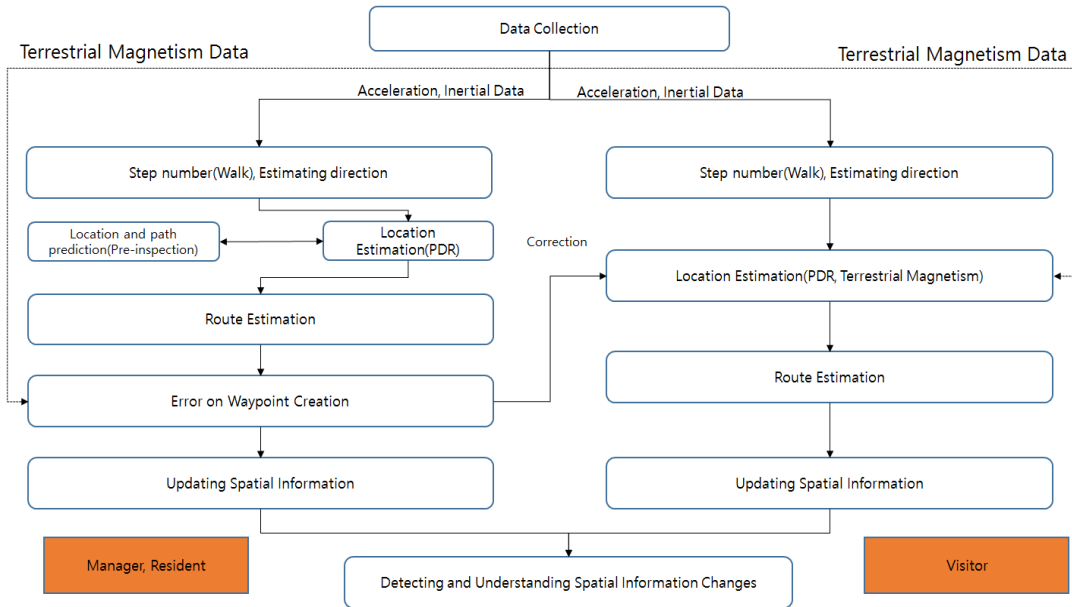 Data Collection
Terrestrial Magnetism Data
Terrestrial Magnetism Data
Acceleration, Inertial Data
Acceleration, Inertial Data
Step number(Walk), Estimating direction
Step number(Walk), Estimating direction
Location and path
prediction(Pre-inspection)
Location
Estimation(PDR)
Correction
Location Estimation(PDR, Terrestrial Magnetism)
Route Estimation
Route Estimation
Error on Waypoint Creation
Updating Spatial Information
Updating Spatial Information
Manager, Resident
Visitor
Detecting and Understanding Spatial Information Changes